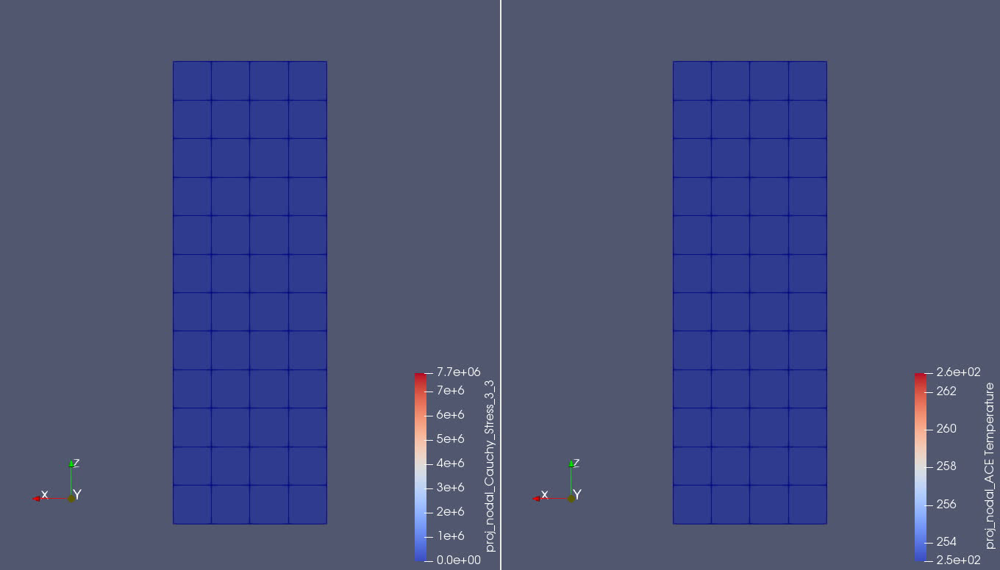 7.7e+06
7e+6
6e+6
5e+6
4e+6
3e+6
2e+6
1e+6
0.0e+00
proj_nodal_Cauchy_Stress_3_3
Z
X
Y
2.6e+02
262
260
258
256
254
2.5e+02
proj_nodal_ACE Temperature
Z
X
Y